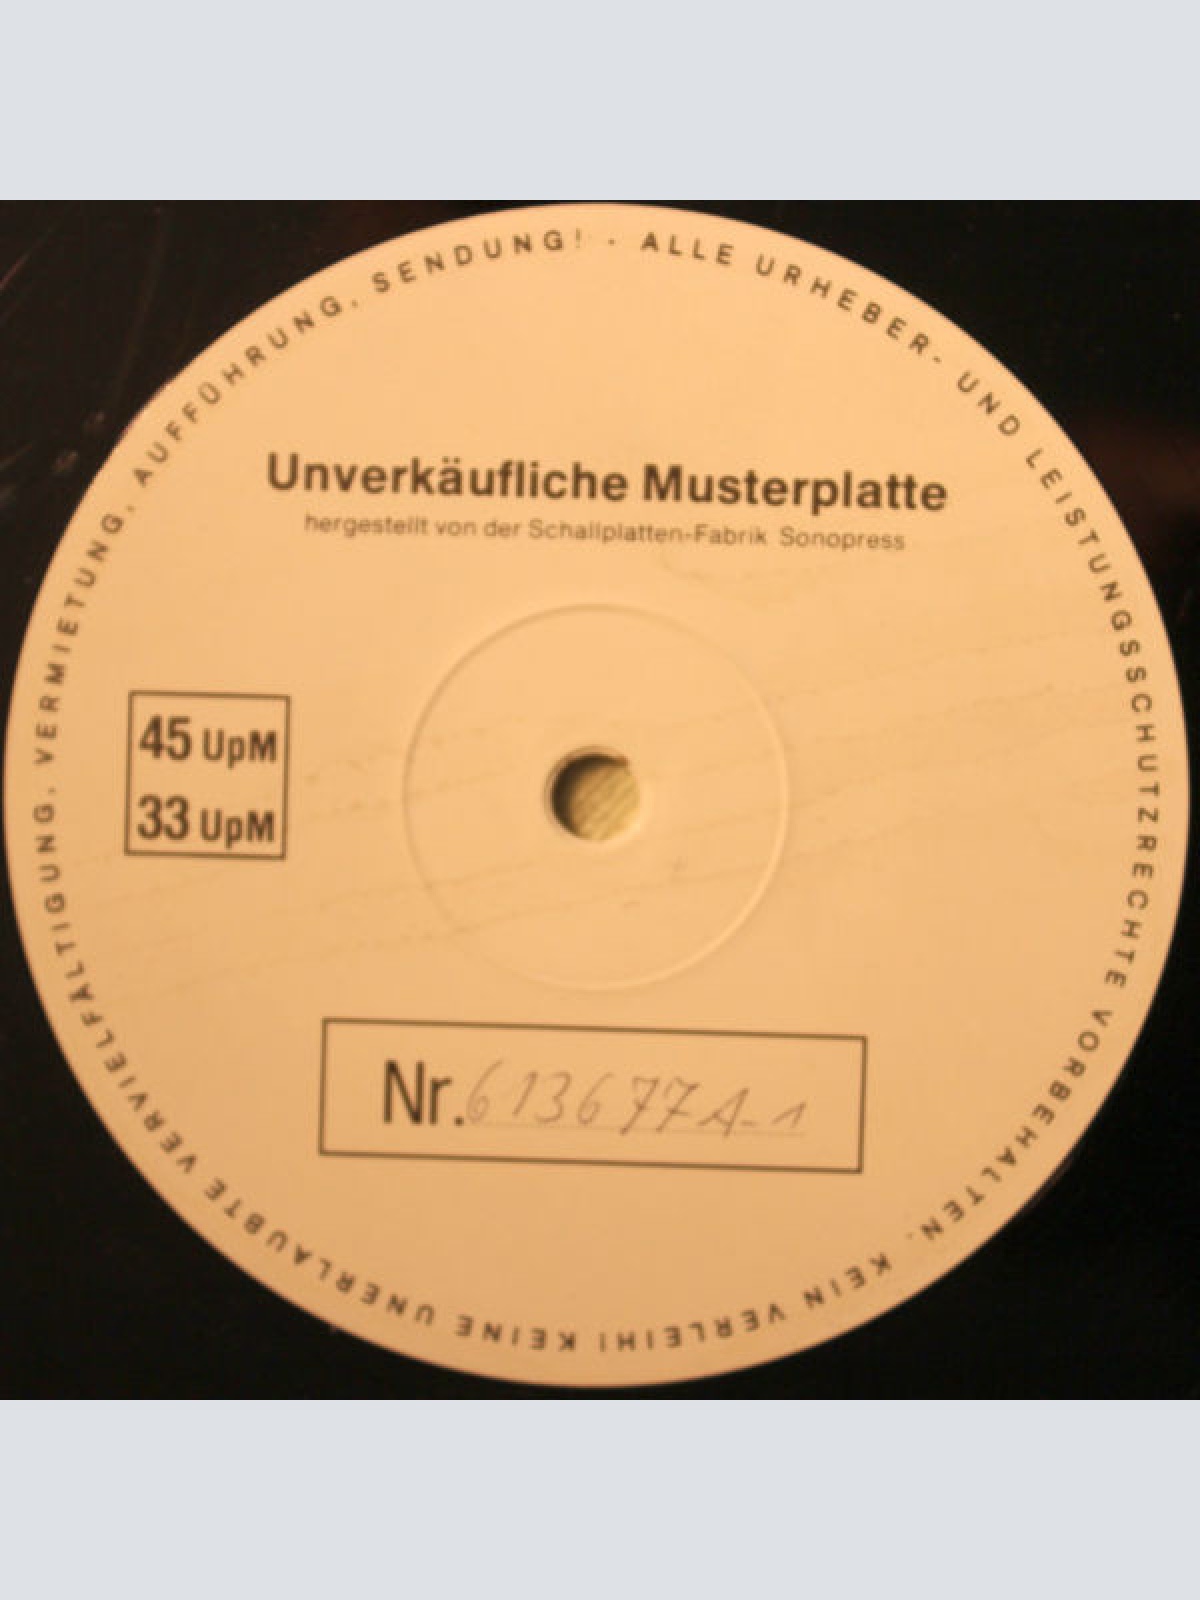 ALLE URHEBER- UND LEISTUNGSSCHUTZRECHTE VORBEHALTEN. KEIN VERLEIH! KEINE UNERLAUBTE VERVIELFÄLTIGUNG, VERMIETUNG, AUFFÜHRUNG, SENDUNG! ·
Unverkäufliche Musterplatte
hergestellt von der Schallplatten-Fabrik Sonopress
45 UpM
33 UpM
Nr. 613677A-1